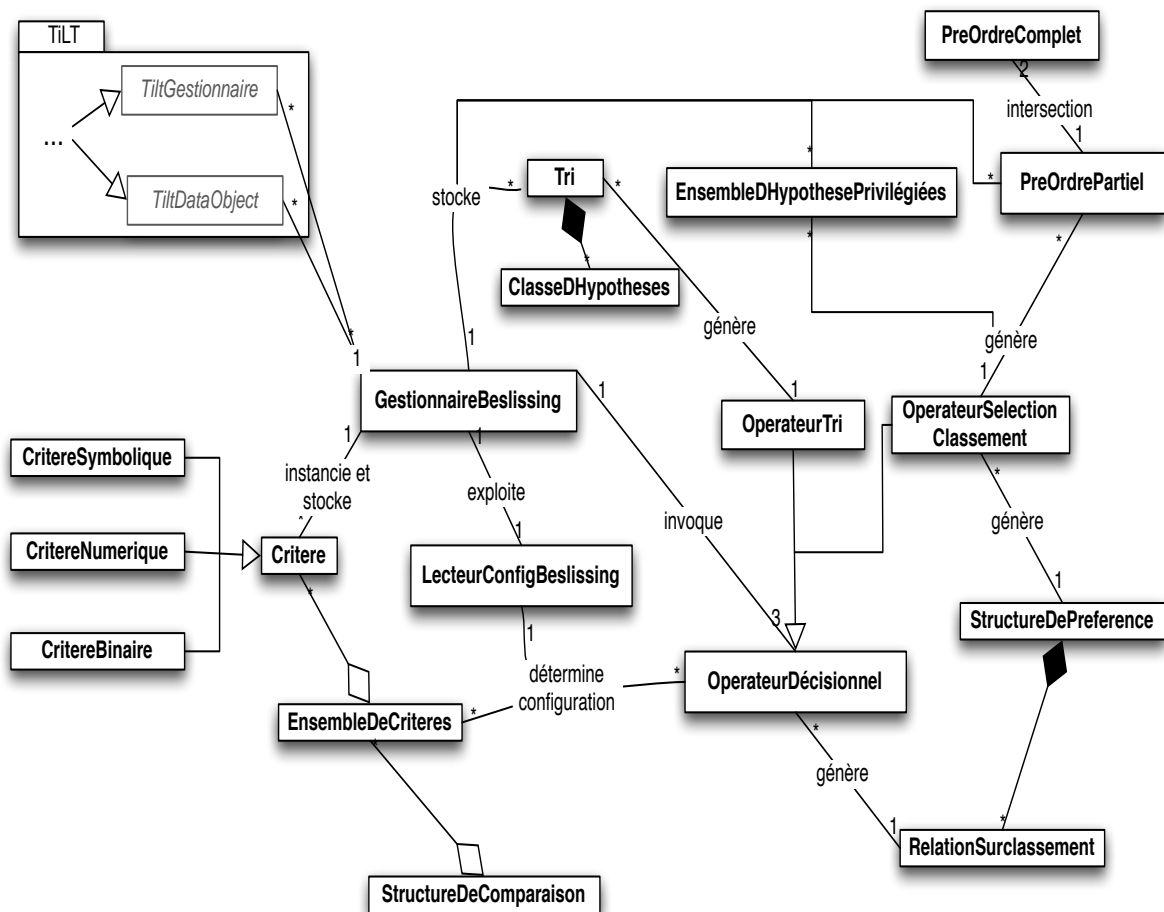 TiLT
PreOrdreComplet
2
TiltGestionnaire
*
intersection
1
...
*
Tri
*
*
EnsembleDHypothesePrivilégiées
*
PreOrdrePartiel
stocke
*
TiltDataObject
*
*
*
*
ClasseDHypotheses
génère
génère
1
*
1
1
1
GestionnaireBeslissing
1
1
OperateurTri
OperateurSelection
Classement
1
1
CritereSymbolique
instancie et
stocke
exploite
*
*
1
invoque
génère
CritereNumerique
Critere
LecteurConfigBeslissing
*
1
1
3
StructureDePreference
CritereBinaire
détermine
configuration
*
OperateurDécisionnel
EnsembleDeCriteres
*
*
*
génère
1
*
RelationSurclassement
StructureDeComparaison